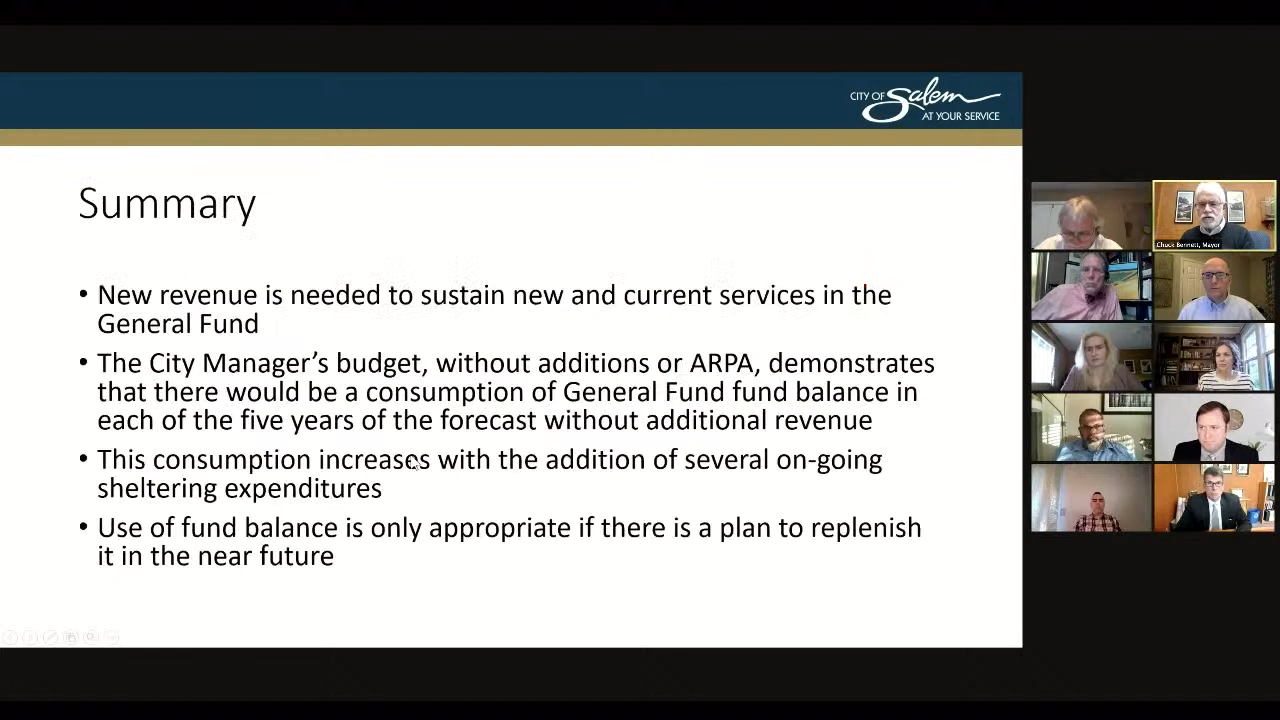 CITY OF Salem
AT YOUR SERVICE
Summary
• New revenue is needed to sustain new and current services in the
General Fund
• The City Manager’s budget, without additions or ARPA, demonstrates
that there would be a consumption of General Fund fund balance in
each of the five years of the forecast without additional revenue
• This consumption increases with the addition of several on-going
sheltering expenditures
• Use of fund balance is only appropriate if there is a plan to replenish
it in the near future
Chuck Bennett, Mayor